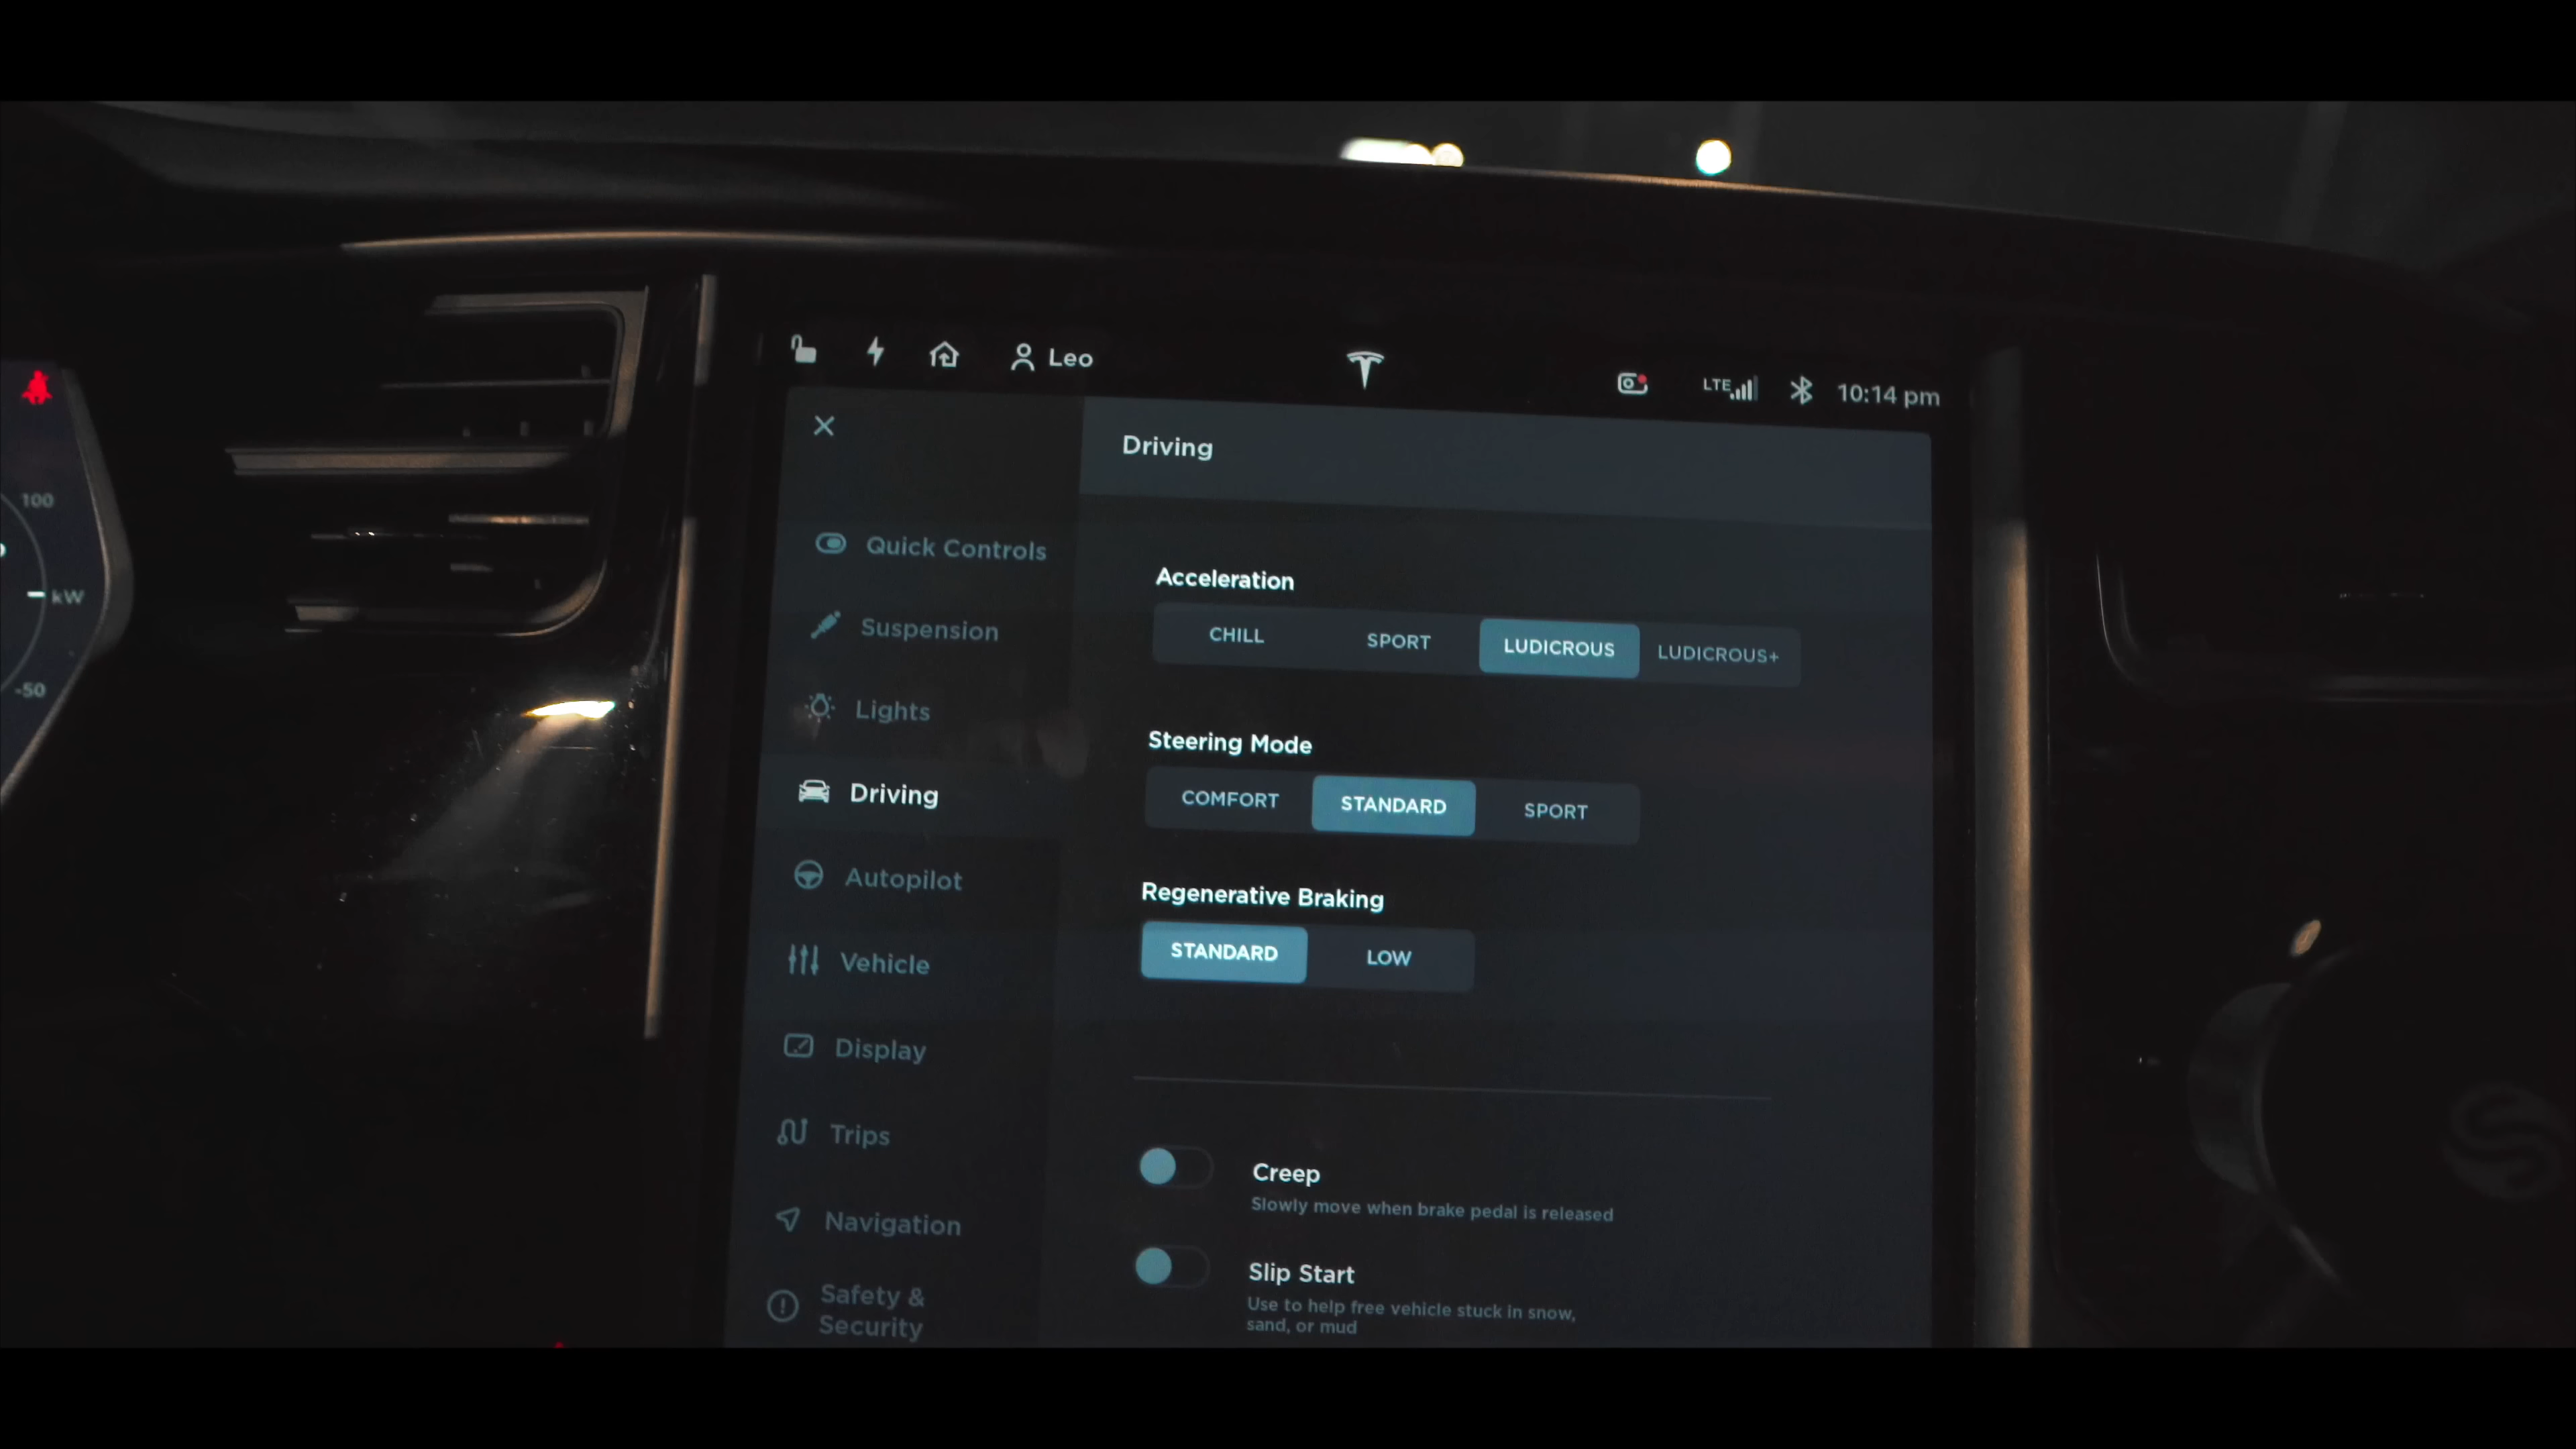 Leo
LTE
10:14 pm
Driving
Quick Controls
Suspension
Lights
Driving
Autopilot
Vehicle
Display
Trips
Navigation
Safety &
Security
Acceleration
CHILL SPORT LUDICROUS LUDICROUS+
Steering Mode
COMFORT STANDARD SPORT
Regenerative Braking
STANDARD LOW
Creep
Slowly move when brake pedal is released
Slip Start
Use to help free vehicle stuck in snow,
sand, or mud
100
kW
-50